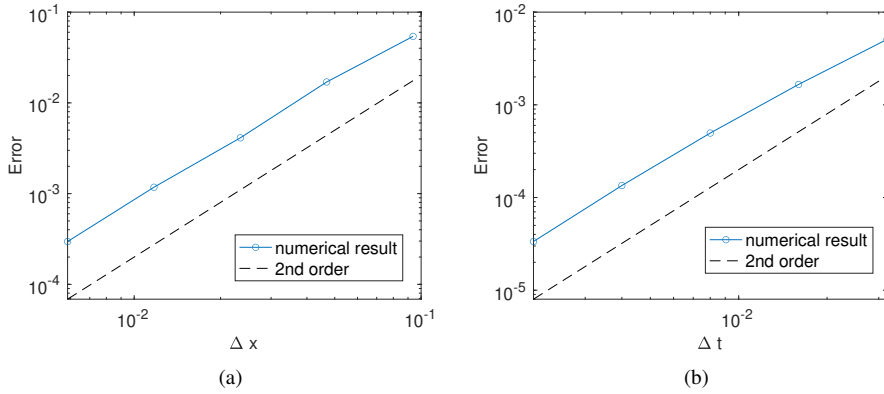 10^-1
10^-2
10^-3
10^-4
Error
numerical result
2nd order
10^-2
10^-1
Δ x
(a)
10^-2
10^-3
10^-4
10^-5
Error
numerical result
2nd order
10^-2
Δ t
(b)